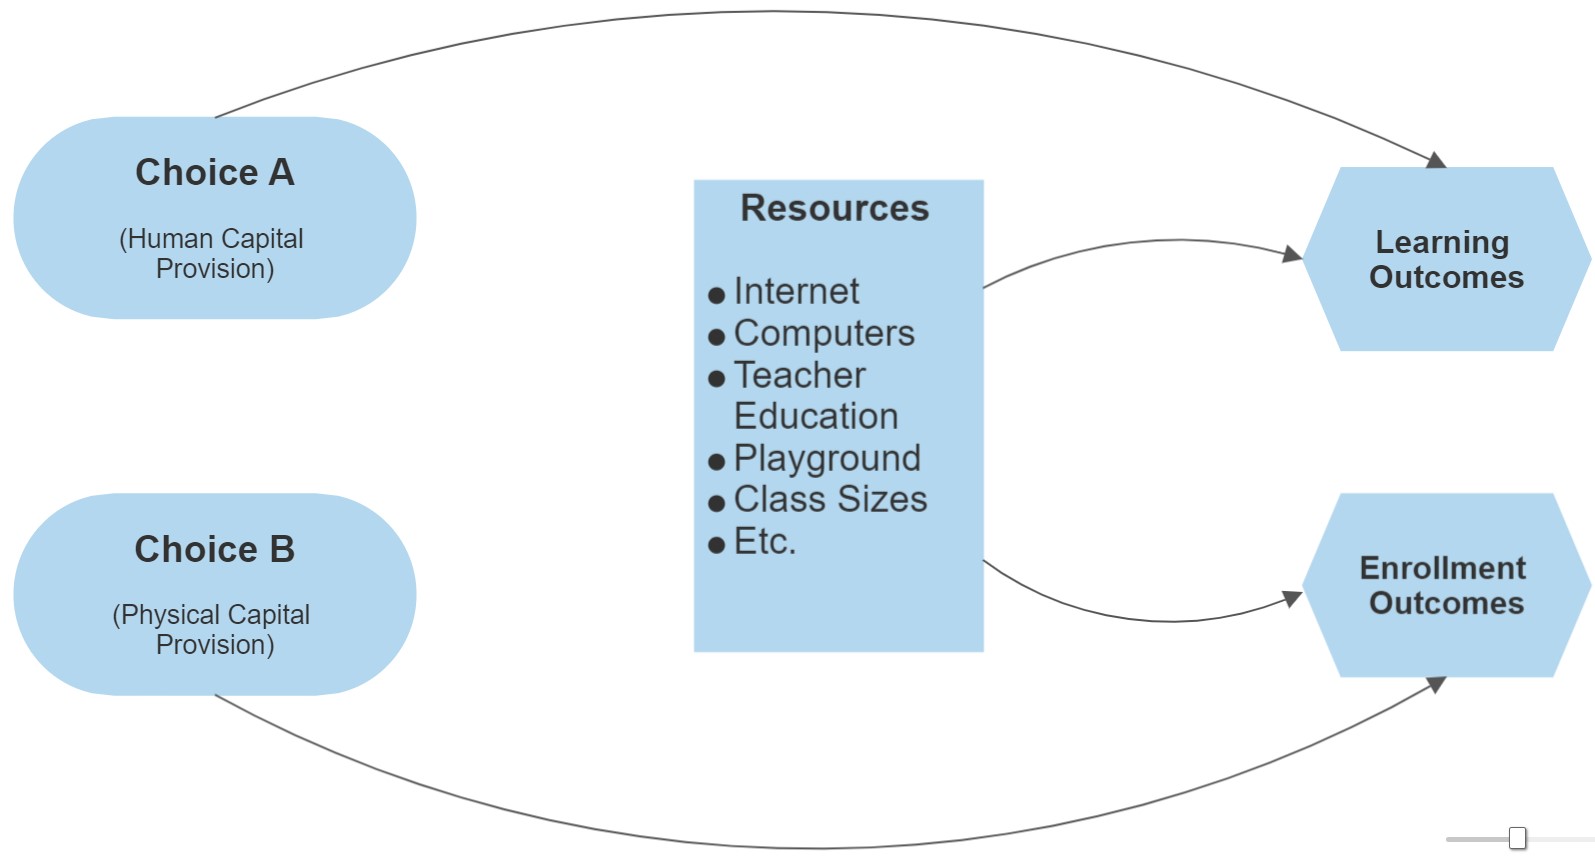 Choice A
(Human Capital
Provision)
Resources
● Internet
● Computers
● Teacher
Education
● Playground
● Class Sizes
● Etc.
Learning
Outcomes
Choice B
(Physical Capital
Provision)
Enrollment
Outcomes